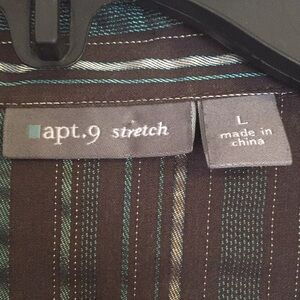 apt.9 stretch
L
made in
china